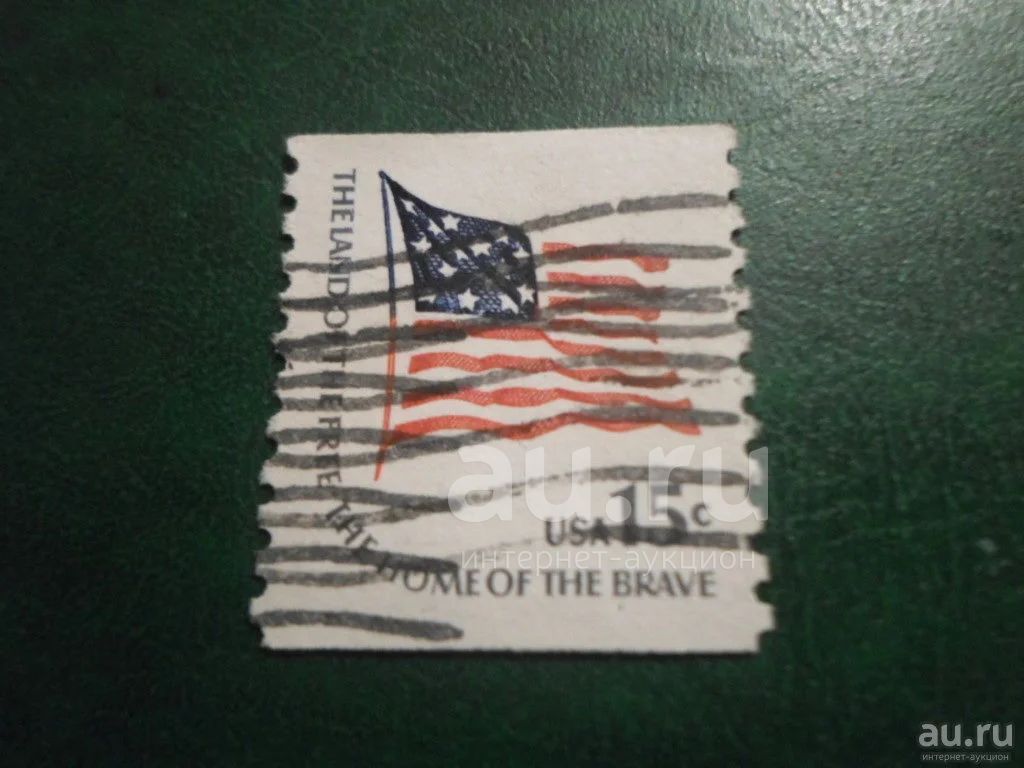 THE LAND OF THE FREE THE HOME OF THE BRAVE
USA 15c
au.ru
интернет-аукцион
au.ru
интернет-аукцион